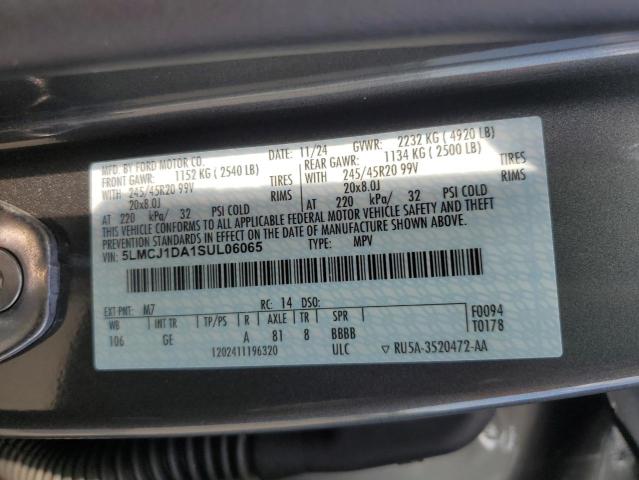 MFD. BY FORD MOTOR CO. DATE: 11/24 GVWR: 2232 KG ( 4920 LB)
FRONT GAWR: 1152 KG ( 2540 LB) REAR GAWR: 1134 KG ( 2500 LB)
WITH 245/45R20 99V TIRES WITH 245/45R20 99V TIRES
20x8.0J RIMS 20x8.0J RIMS
AT 220 kPa/ 32 PSI COLD AT 220 kPa/ 32 PSI COLD
THIS VEHICLE CONFORMS TO ALL APPLICABLE FEDERAL MOTOR VEHICLE SAFETY AND THEFT
PREVENTION STANDARDS IN EFFECT ON THE DATE OF MANUFACTURE SHOWN ABOVE.
VIN: 5LMCJ1DA1SUL06065 TYPE: MPV
EXT PNT: M7 RC: 14 DSO: F0094
WB INT TR TP/PS R AXLE TR SPR T0178
106 GE A 81 8 BBBB
1202411196320 ULC ▽ RU5A-3520472-AA